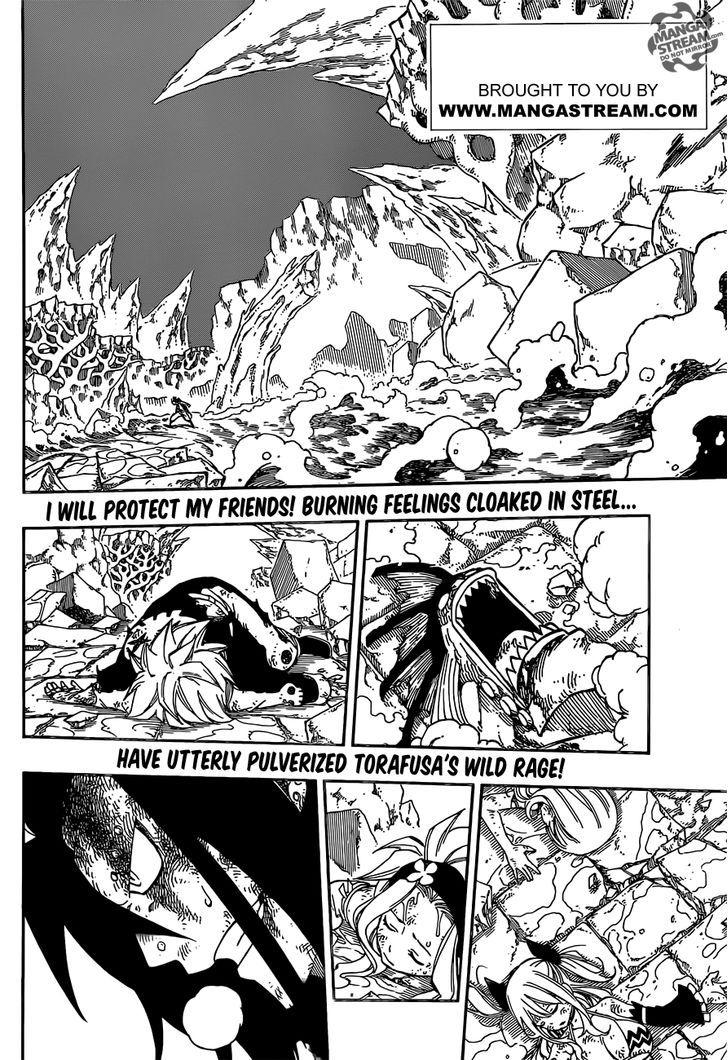 MANGA
STREAM.com
DO NOT MIRROR
BROUGHT TO YOU BY
WWW.MANGASTREAM.COM
I WILL PROTECT MY FRIENDS! BURNING FEELINGS CLOAKED IN STEEL...
HAVE UTTERLY PULVERIZED TORAFUSA'S WILD RAGE!